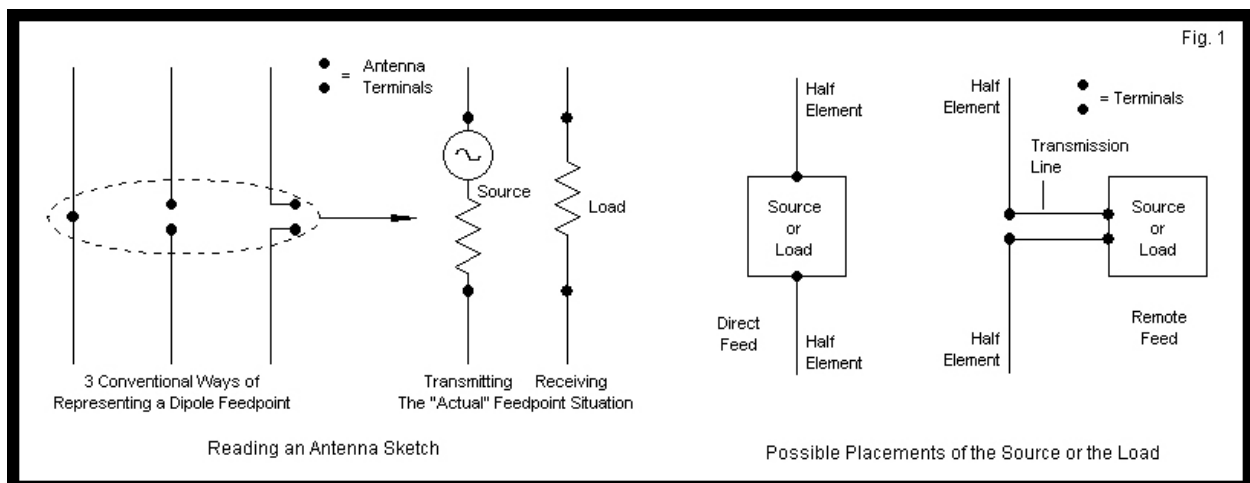 Fig. 1
= Antenna
Terminals
Source
Load
3 Conventional Ways of
Representing a Dipole Feedpoint
Transmitting
Receiving
The "Actual" Feedpoint Situation
Reading an Antenna Sketch
Half
Element
Source
or
Load
Direct
Feed
Half
Element
Half
Element
= Terminals
Transmission
Line
Source
or
Load
Half
Element
Remote
Feed
Possible Placements of the Source or the Load